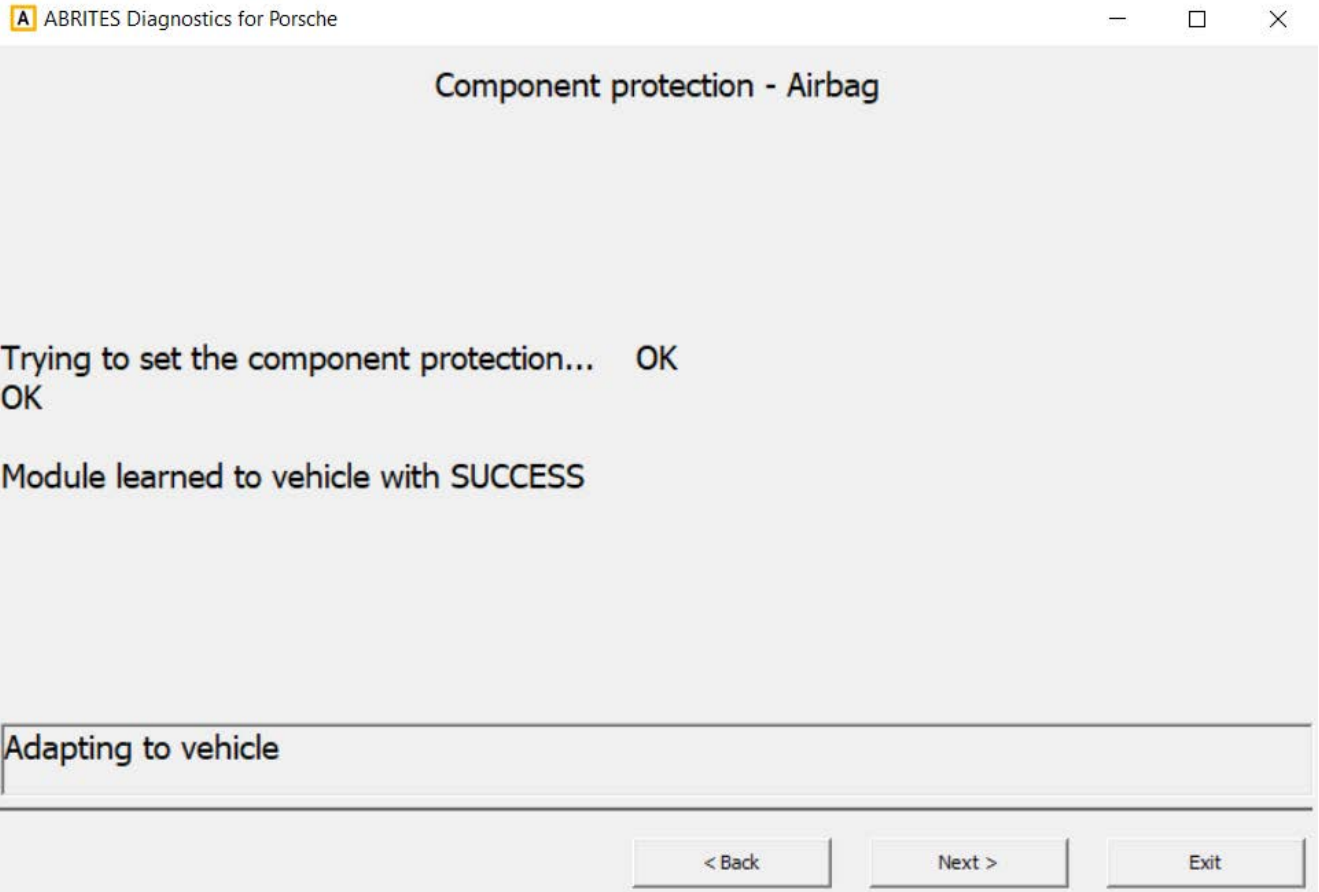 A ABRITES Diagnostics for Porsche
Component protection - Airbag
Trying to set the component protection... OK
OK
Module learned to vehicle with SUCCESS
Adapting to vehicle
< Back Next > Exit